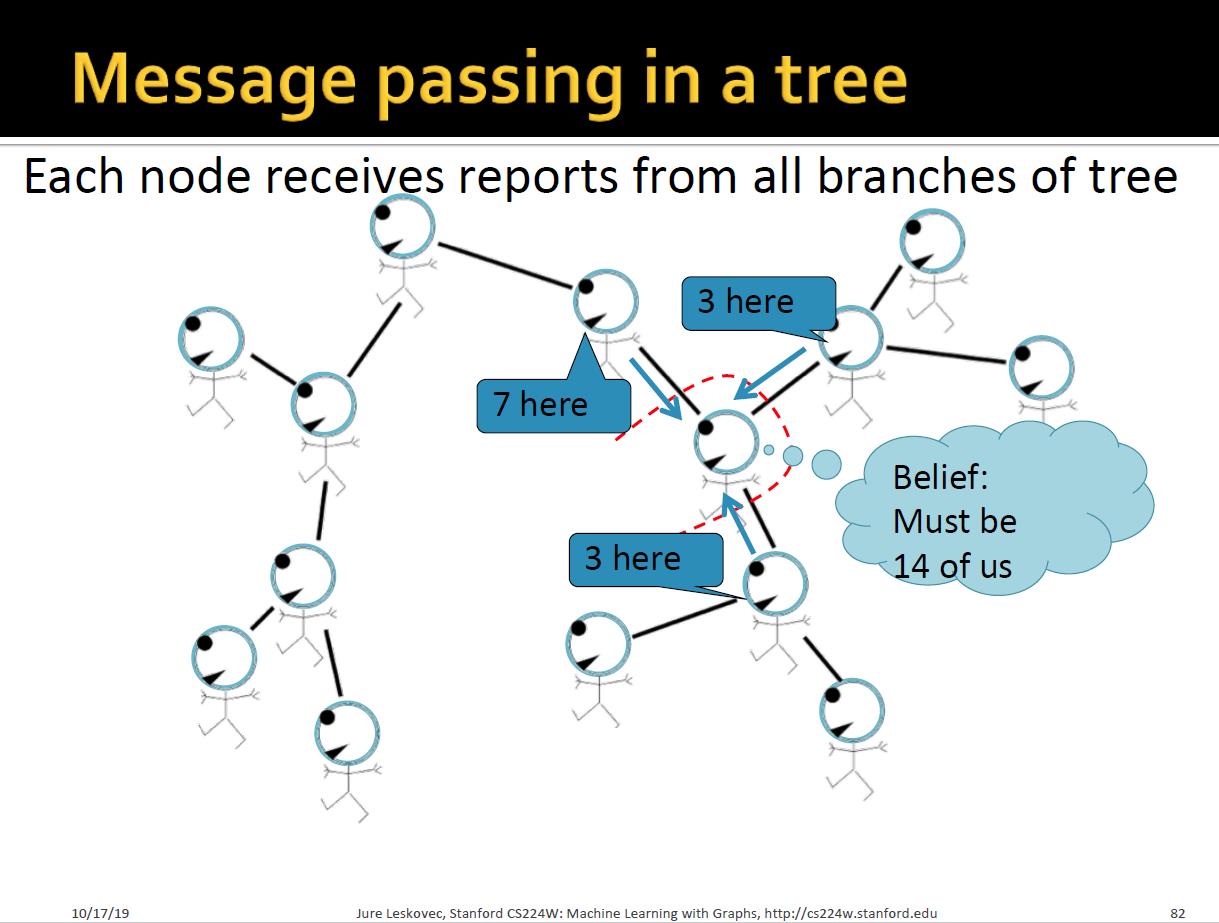 Message passing in a tree
Each node receives reports from all branches of tree
3 here
7 here
Belief:
Must be
14 of us
3 here
10/17/19
Jure Leskovec, Stanford CS224W: Machine Learning with Graphs, http://cs224w.stanford.edu
82